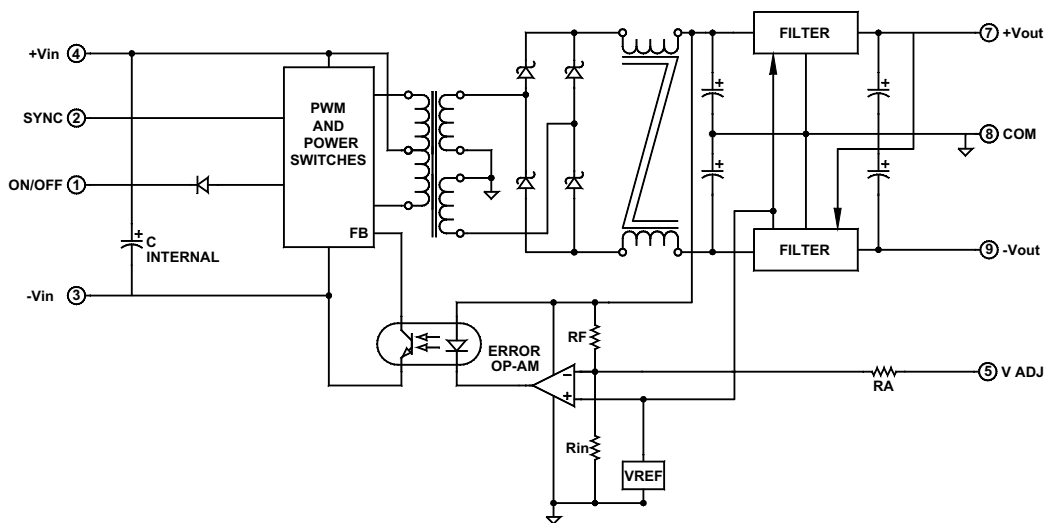 +Vin 4
SYNC 2
ON/OFF 1
-Vin 3
+
C
INTERNAL
PWM
AND
POWER
SWITCHES
FB
FILTER
7 +Vout
+
+
8 COM
+
+
FILTER
9 -Vout
ERROR
OP-AM
RF
−
+
RA
5 V ADJ
Rin
VREF